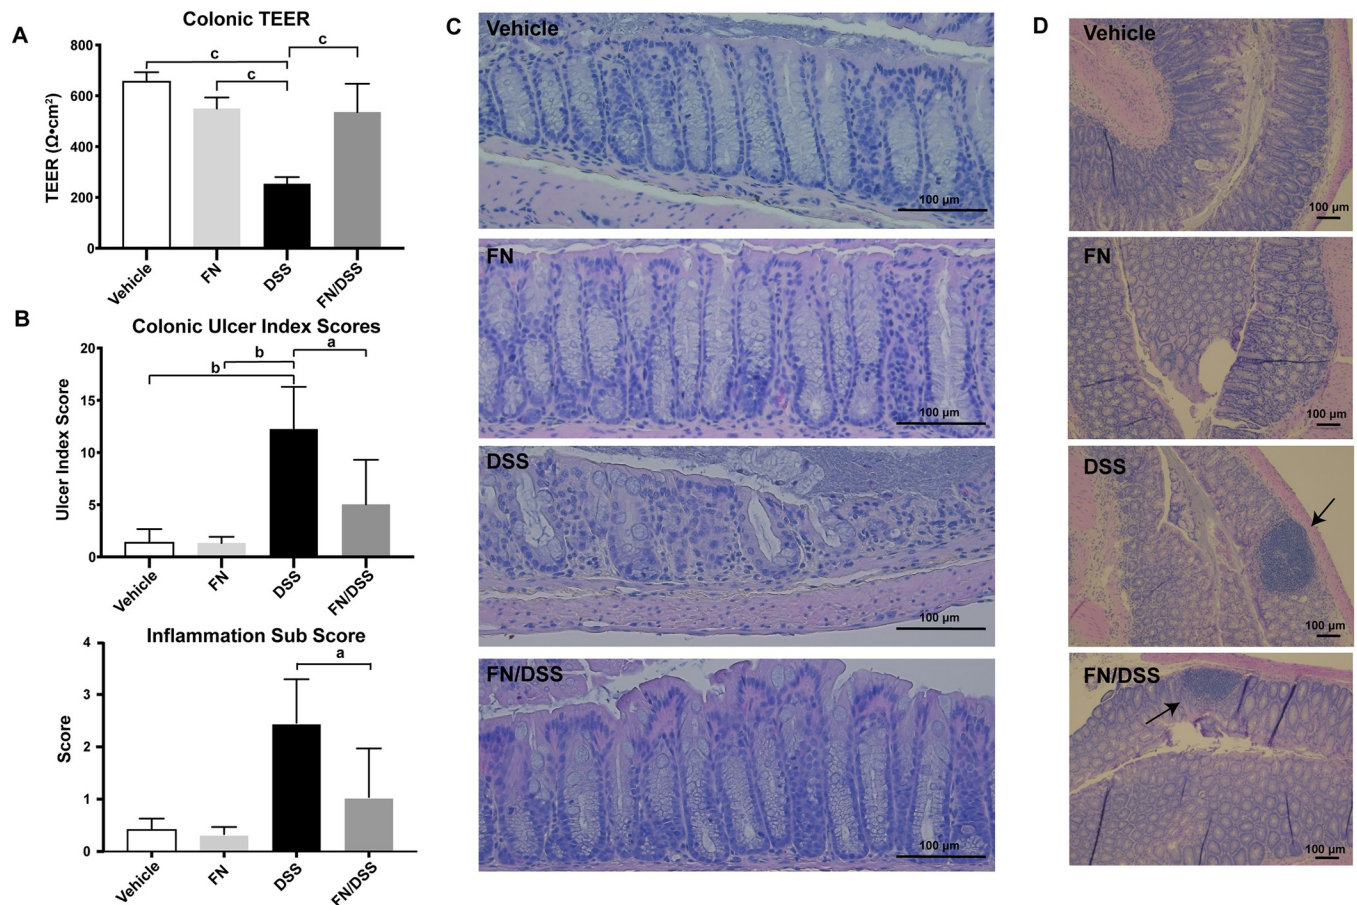 A
Colonic TEER
c
c
c
TEER (Ω•cm²)
800
600
400
200
0
Vehicle
FN
DSS
FN/DSS
B
Colonic Ulcer Index Scores
b
a
b
Ulcer Index Score
20
15
10
5
0
Vehicle
FN
DSS
FN/DSS
Inflammation Sub Score
a
Score
4
3
2
1
0
Vehicle
FN
DSS
FN/DSS
C
Vehicle
100 μm
FN
100 μm
DSS
100 μm
FN/DSS
100 μm
D
Vehicle
100 μm
FN
100 μm
DSS
100 μm
FN/DSS
100 μm